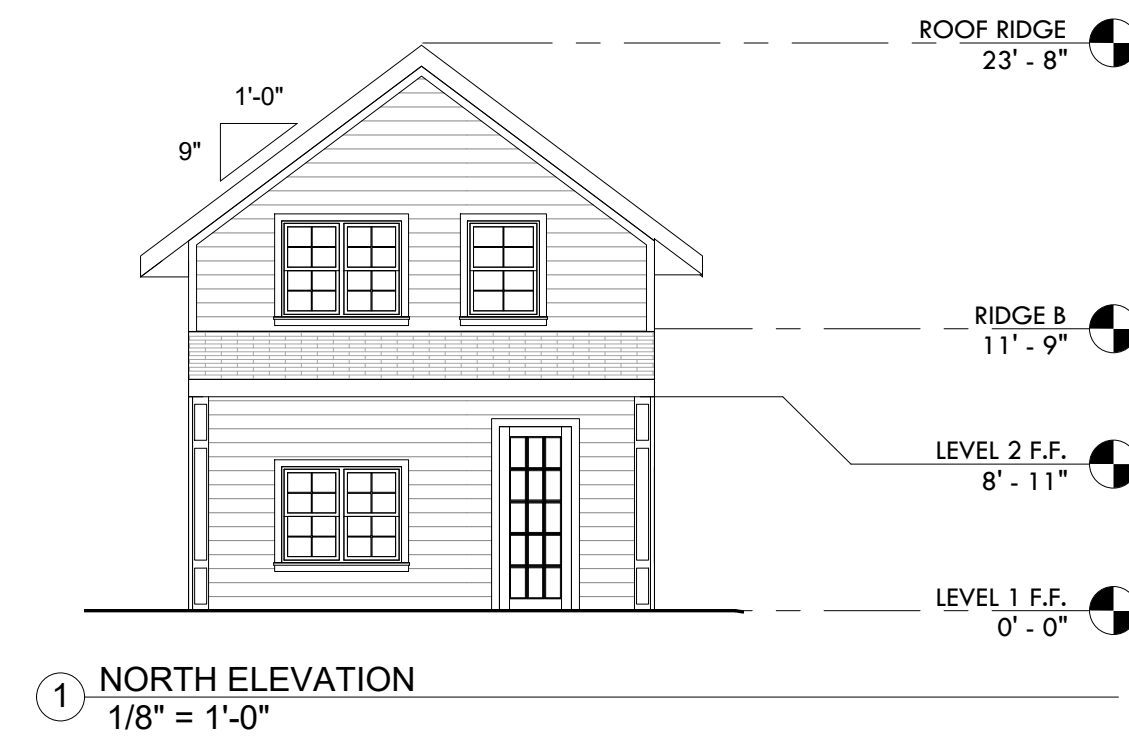 ROOF RIDGE
23' - 8"
1'-0"
9"
RIDGE B
11' - 9"
LEVEL 2 F.F.
8' - 11"
LEVEL 1 F.F.
0' - 0"
1 NORTH ELEVATION
1/8" = 1'-0"